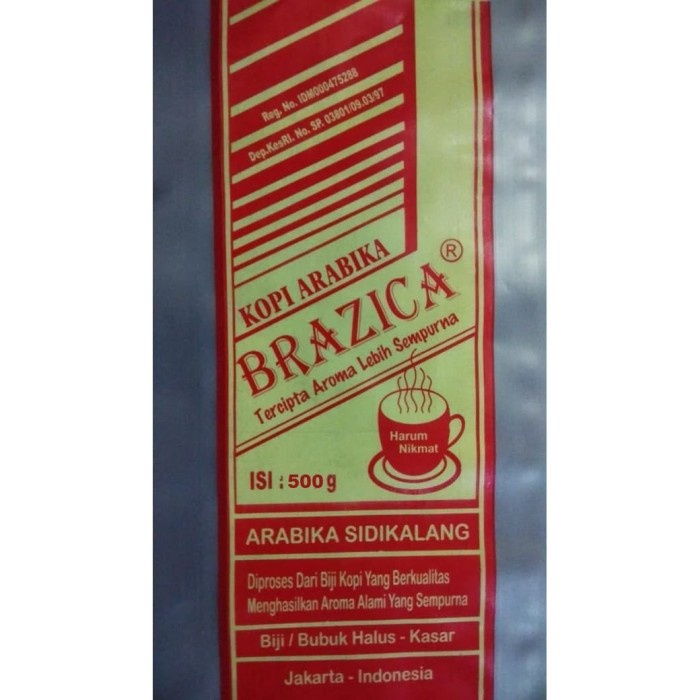 Reg. No. IDM000475288
Dep.KesRI. No. SP. 03801/09.03/97
KOPI ARABIKA
BRAZICA ®
Tercipta Aroma Lebih Sempurna
Harum
Nikmat
ISI : 500 g
ARABIKA SIDIKALANG
Diproses Dari Biji Kopi Yang Berkualitas
Menghasilkan Aroma Alami Yang Sempurna
Biji / Bubuk Halus - Kasar
Jakarta - Indonesia